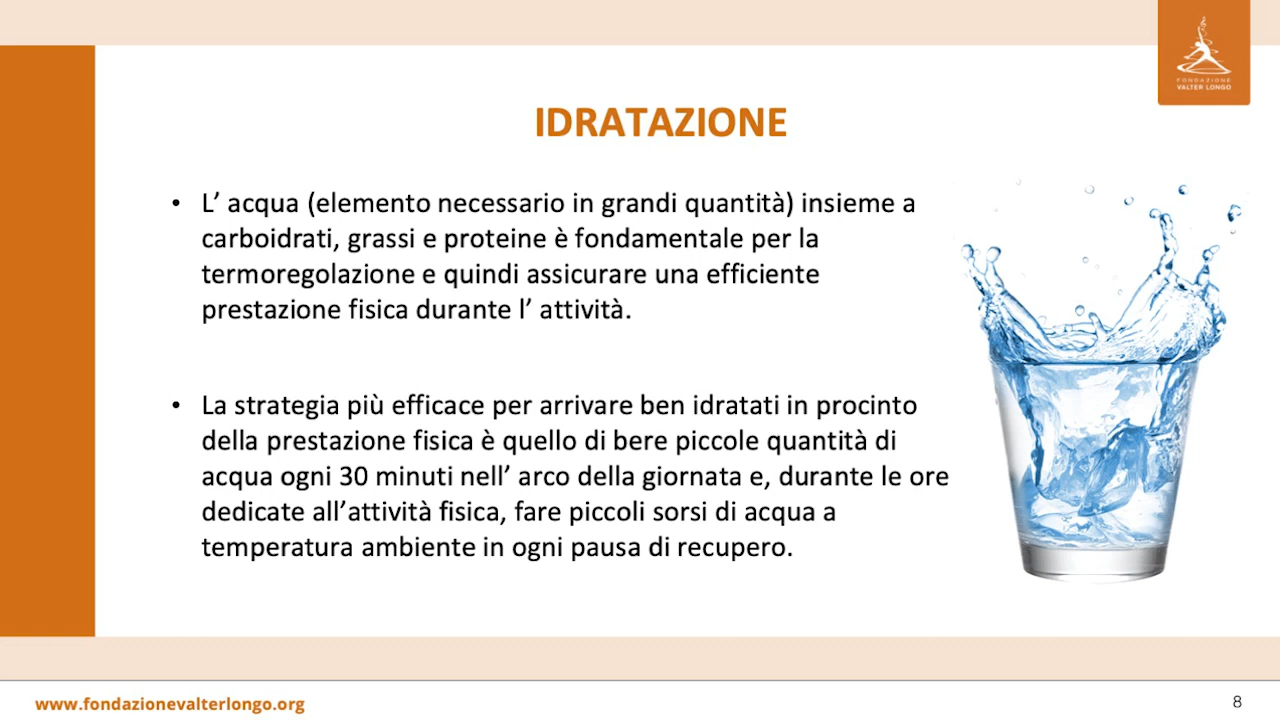 FONDAZIONE
VALTER LONGO
IDRATAZIONE
• L’ acqua (elemento necessario in grandi quantità) insieme a
carboidrati, grassi e proteine è fondamentale per la
termoregolazione e quindi assicurare una efficiente
prestazione fisica durante l’ attività.
• La strategia più efficace per arrivare ben idratati in procinto
della prestazione fisica è quello di bere piccole quantità di
acqua ogni 30 minuti nell’ arco della giornata e, durante le ore
dedicate all’attività fisica, fare piccoli sorsi di acqua a
temperatura ambiente in ogni pausa di recupero.
www.fondazionevalterlongo.org
8